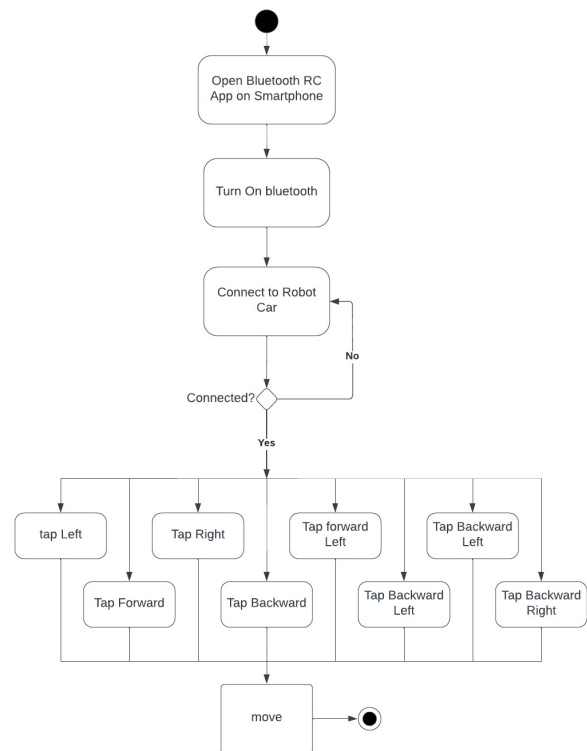 Open Bluetooth RC
App on Smartphone
Turn On bluetooth
Connect to Robot
Car
No
Connected?
Yes
tap Left
Tap Right
Tap forward
Left
Tap Backward
Left
Tap Forward
Tap Backward
Tap Backward
Left
Tap Backward
Right
move